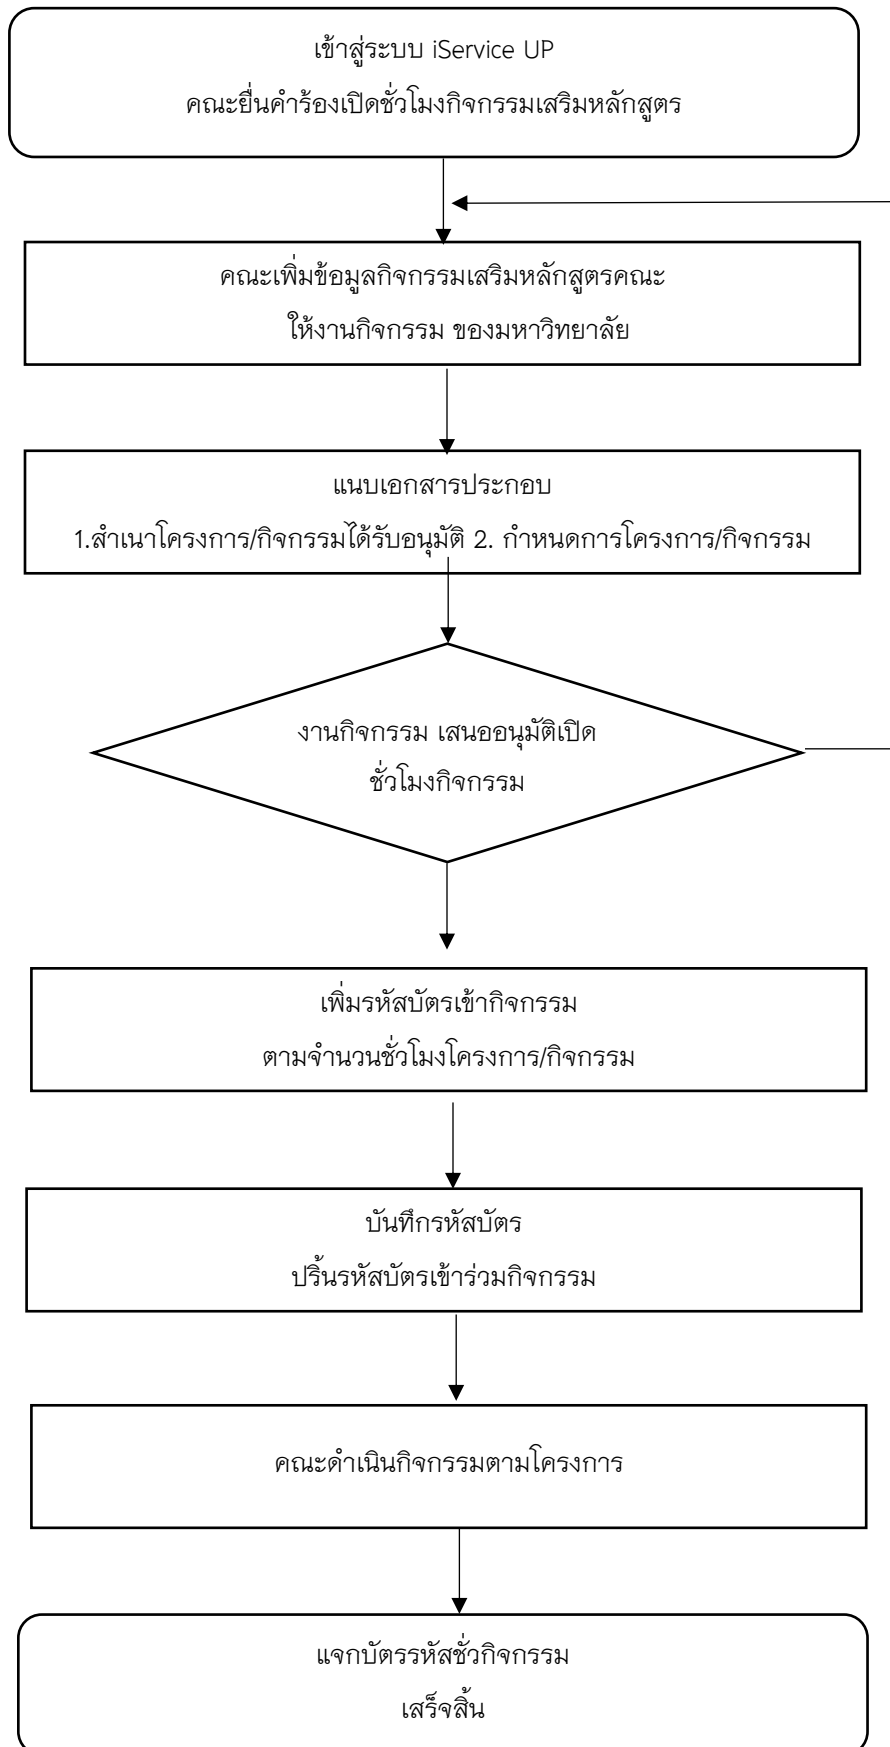 เข้าสู่ระบบ iService UP
คณะยื่นคำร้องเปิดชั่วโมงกิจกรรมเสริมหลักสูตร
คณะเพิ่มข้อมูลกิจกรรมเสริมหลักสูตรคณะ
ให้งานกิจกรรม ของมหาวิทยาลัย
แนบเอกสารประกอบ
1.สำเนาโครงการ/กิจกรรมได้รับอนุมัติ 2. กำหนดการโครงการ/กิจกรรม
งานกิจกรรม เสนออนุมัติเปิด
ชั่วโมงกิจกรรม
เพิ่มรหัสบัตรเข้ากิจกรรม
ตามจำนวนชั่วโมงโครงการ/กิจกรรม
บันทึกรหัสบัตร
ปริ้นรหัสบัตรเข้าร่วมกิจกรรม
คณะดำเนินกิจกรรมตามโครงการ
แจกบัตรรหัสชั่วกิจกรรม
เสร็จสิ้น